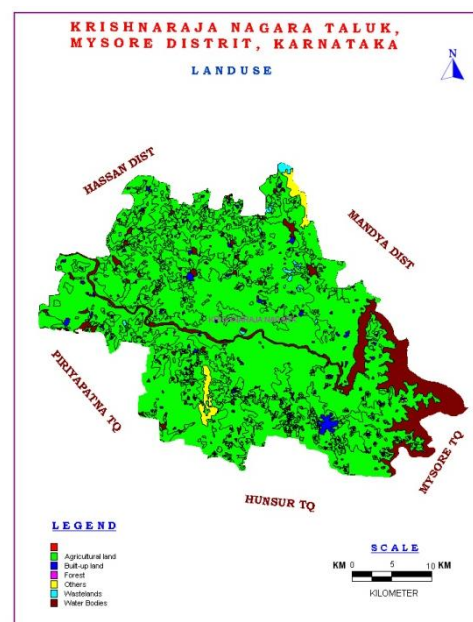 KRISHNARAJA NAGARA TALUK,
MYSORE DISTRIT, KARNATAKA
LANDUSE
N
HASSAN DIST
MANDYA DIST
PIRIYAPATNA TQ
MYSORE TQ
HUNSUR TQ
LEGEND
Agricultural land
Built-up land
Forest
Others
Wastelands
Water Bodies
SCALE
KM 0 5 10 KM
KILOMETER